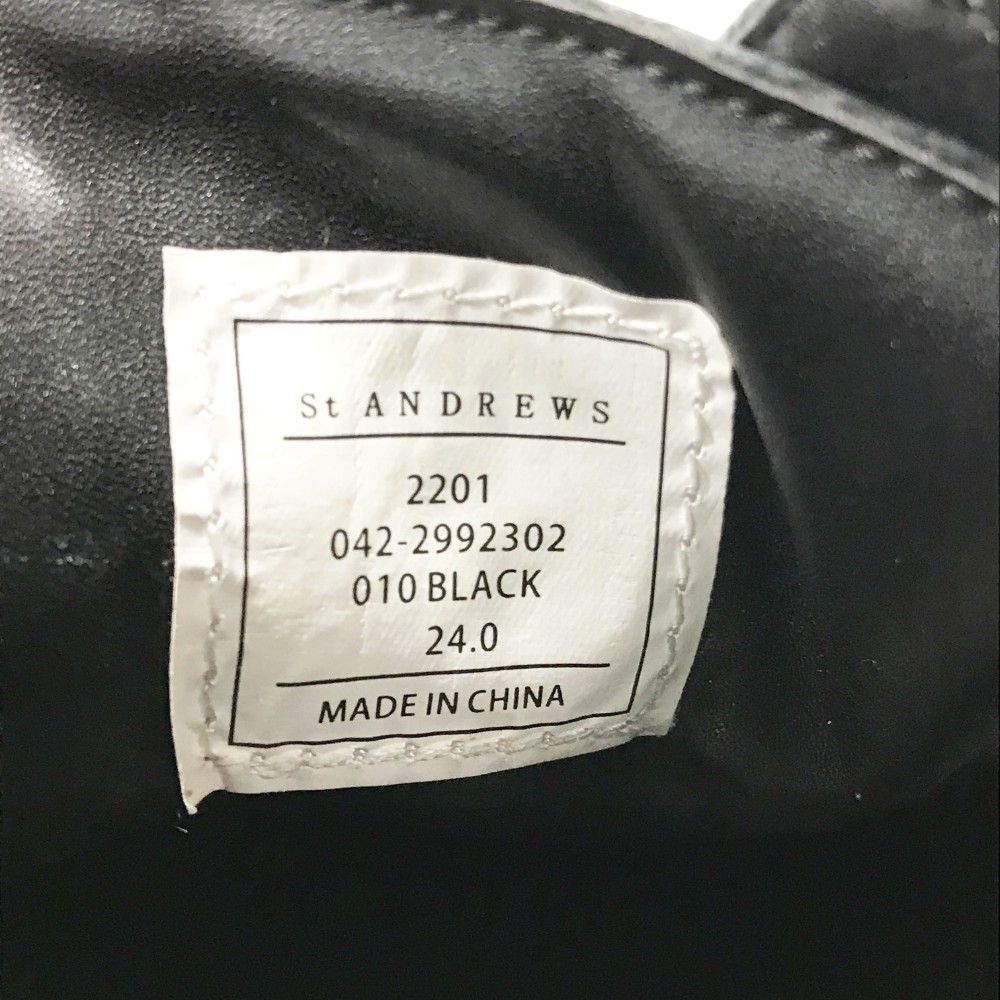 St ANDREWS
2201
042-2992302
010 BLACK
24.0
MADE IN CHINA